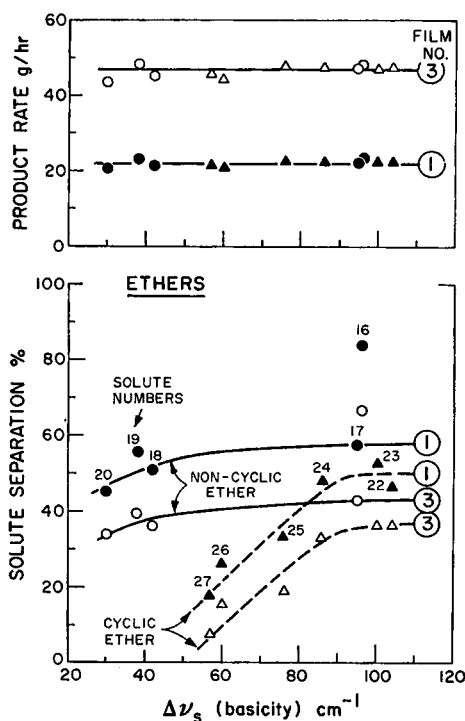 PRODUCT RATE g/hr
60
40
20
0
FILM
NO.
3
1
SOLUTE SEPARATION %
100
80
60
40
20
0
ETHERS
SOLUTE
NUMBERS
16
19
18
17
20
1
NON-CYCLIC
ETHER
24
23
1
22
3
25
3
26
27
CYCLIC
ETHER
20
40
60
80
100
120
Δνs (basicity) cm⁻¹